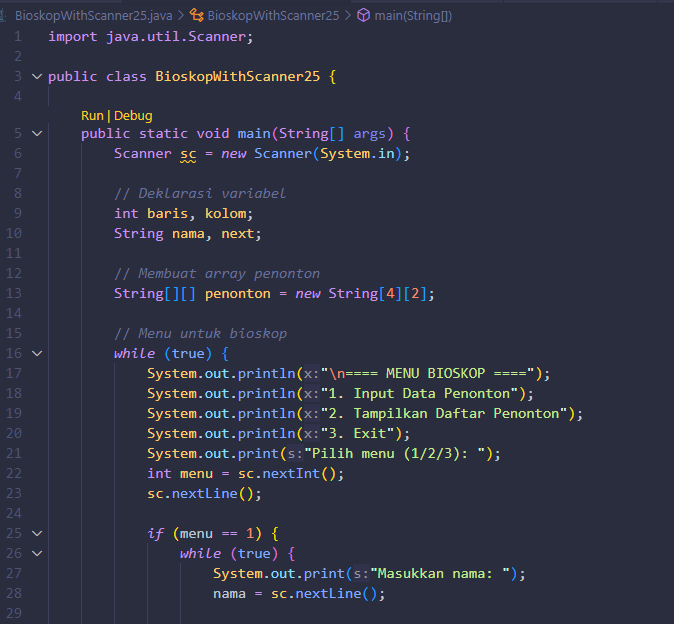 BioskopWithScanner25.java > BioskopWithScanner25 > main(String[])
1 import java.util.Scanner;
2
3 public class BioskopWithScanner25 {
4
Run | Debug
5 public static void main(String[] args) {
6 Scanner sc = new Scanner(System.in);
7
8 // Deklarasi variabel
9 int baris, kolom;
10 String nama, next;
11
12 // Membuat array penonton
13 String[][] penonton = new String[4][2];
14
15 // Menu untuk bioskop
16 while (true) {
17 System.out.println(x:"\n==== MENU BIOSKOP ====");
18 System.out.println(x:"1. Input Data Penonton");
19 System.out.println(x:"2. Tampilkan Daftar Penonton");
20 System.out.println(x:"3. Exit");
21 System.out.print(s:"Pilih menu (1/2/3): ");
22 int menu = sc.nextInt();
23 sc.nextLine();
24
25 if (menu == 1) {
26 while (true) {
27 System.out.print(s:"Masukkan nama: ");
28 nama = sc.nextLine();
29